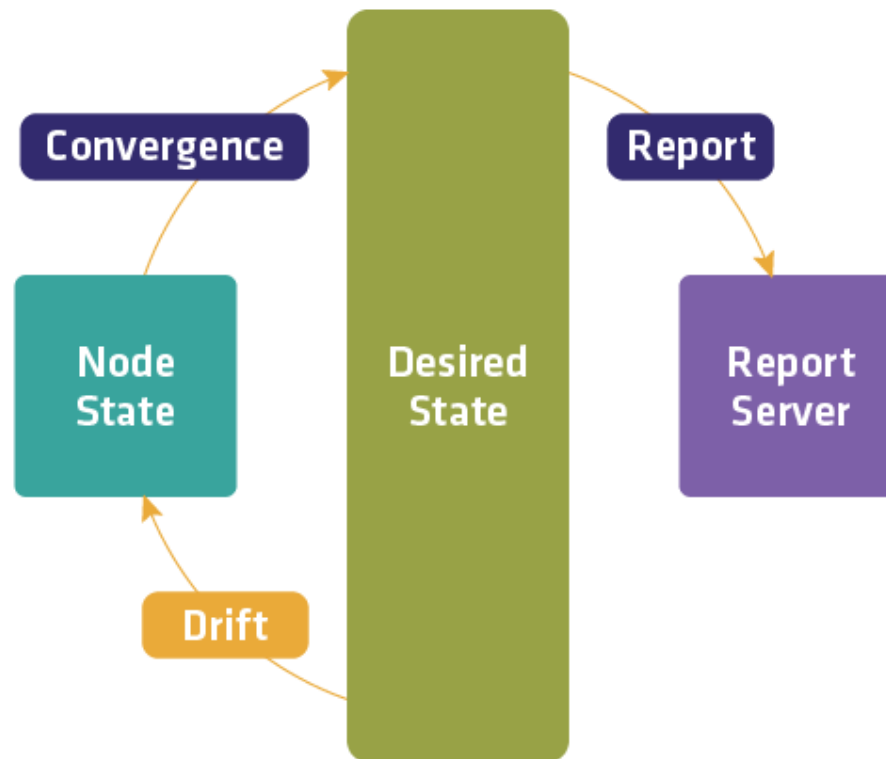 Convergence
Report
Node
State
Desired
State
Report
Server
Drift